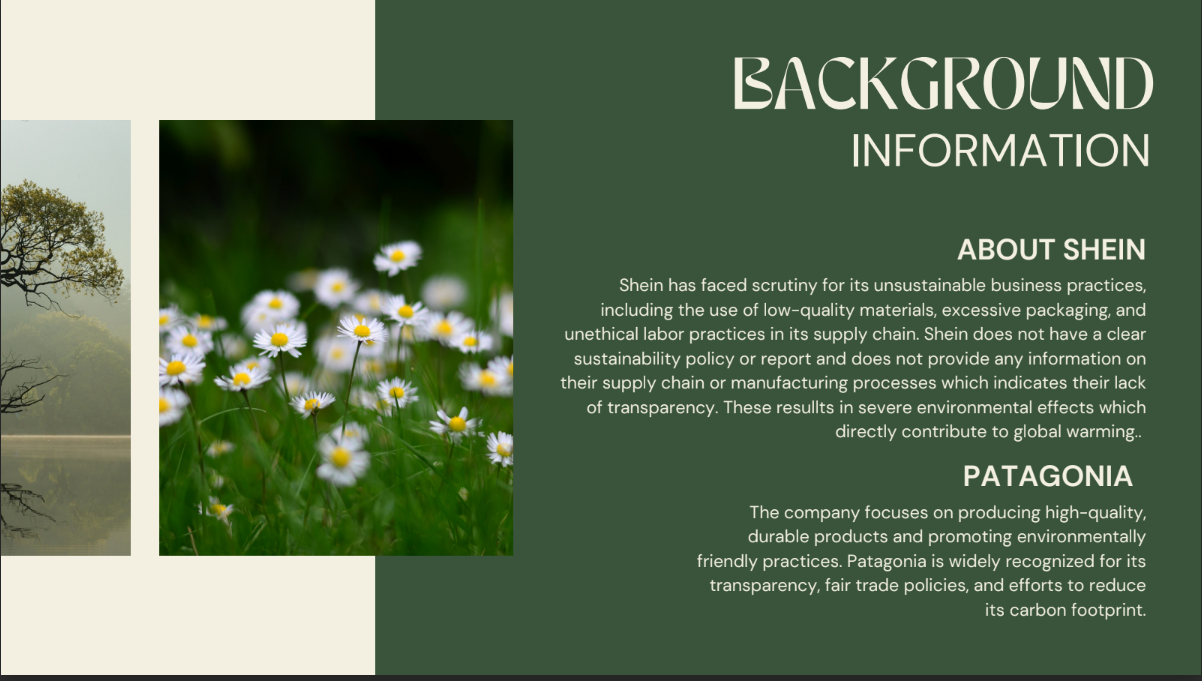 BACKGROUND
INFORMATION
ABOUT SHEIN
Shein has faced scrutiny for its unsustainable business practices,
including the use of low-quality materials, excessive packaging, and
unethical labor practices in its supply chain. Shein does not have a clear
sustainability policy or report and does not provide any information on
their supply chain or manufacturing processes which indicates their lack
of transparency. These resullts in severe environmental effects which
directly contribute to global warming..
PATAGONIA
The company focuses on producing high-quality,
durable products and promoting environmentally
friendly practices. Patagonia is widely recognized for its
transparency, fair trade policies, and efforts to reduce
its carbon footprint.